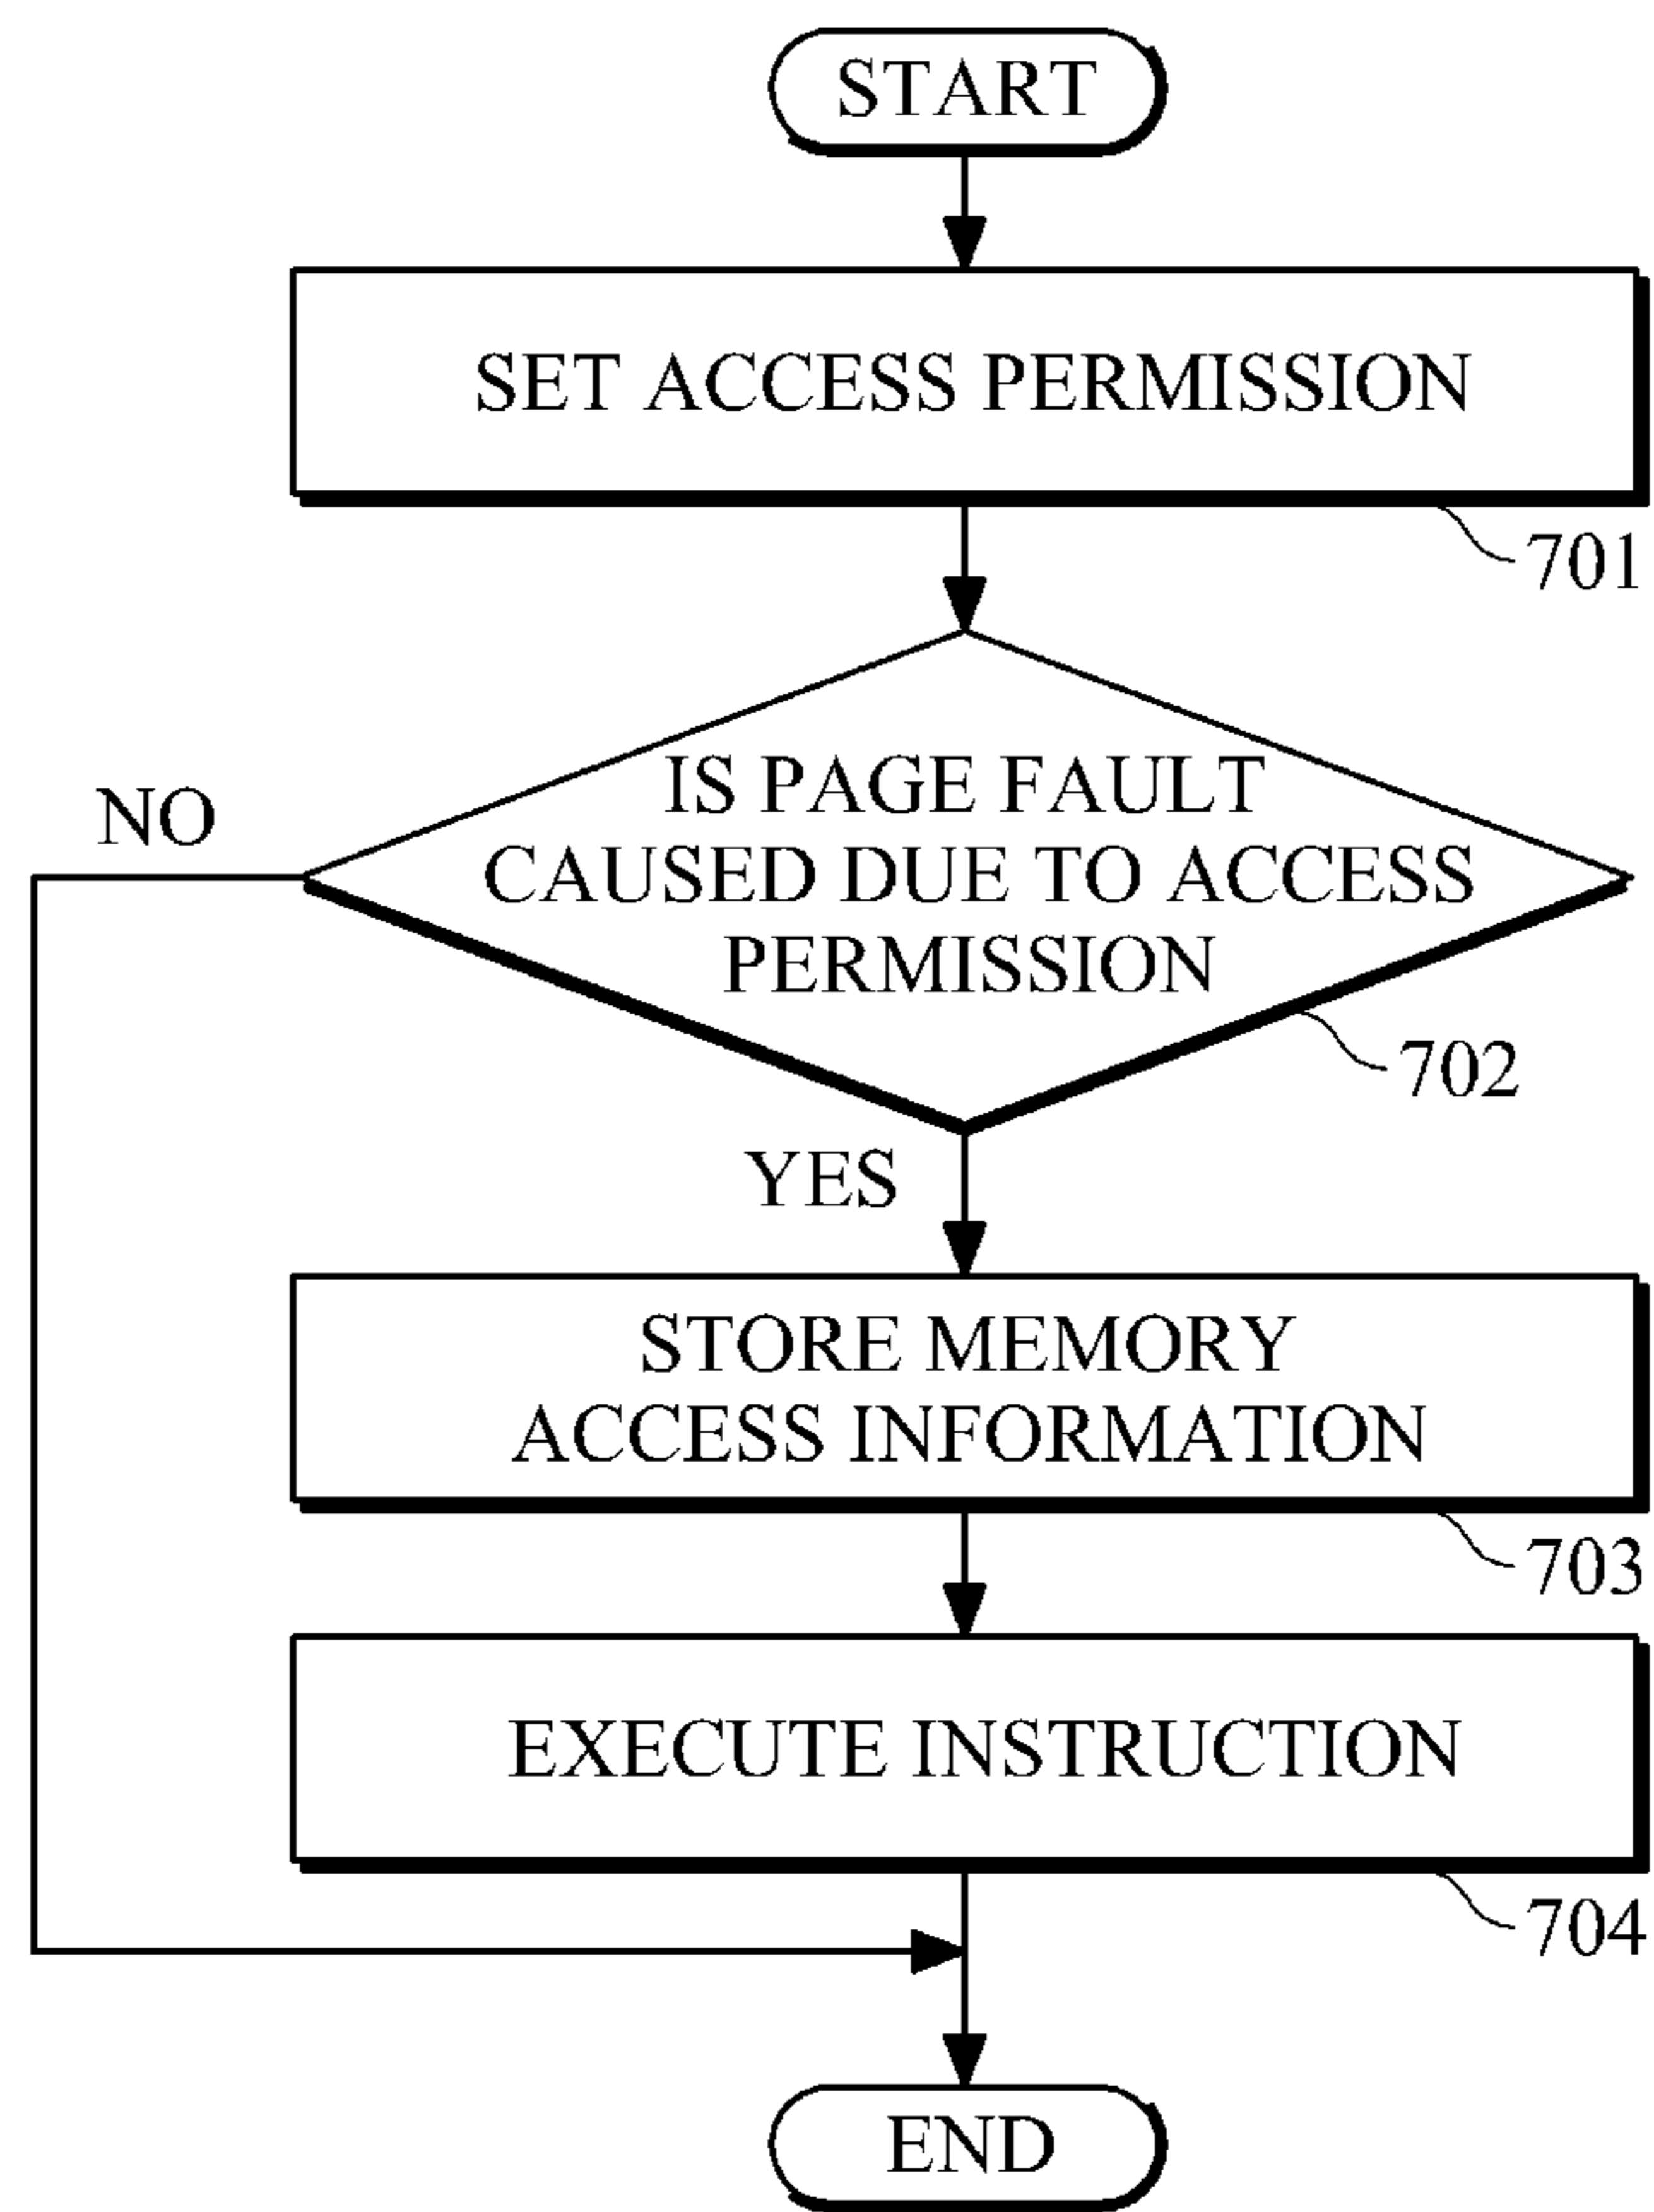 START
SET ACCESS PERMISSION
701
IS PAGE FAULT
CAUSED DUE TO ACCESS
PERMISSION
NO
702
YES
STORE MEMORY
ACCESS INFORMATION
703
EXECUTE INSTRUCTION
704
END